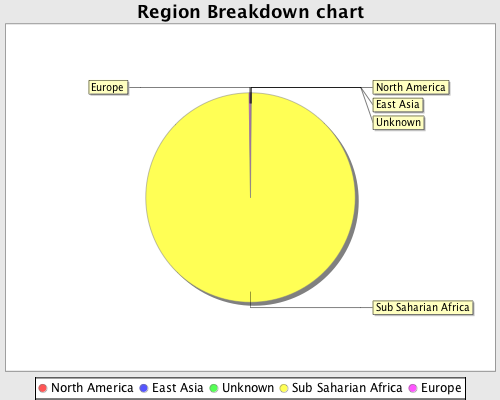 Region Breakdown chart
Europe
North America
East Asia
Unknown
Sub Saharian Africa
North America East Asia Unknown Sub Saharian Africa Europe